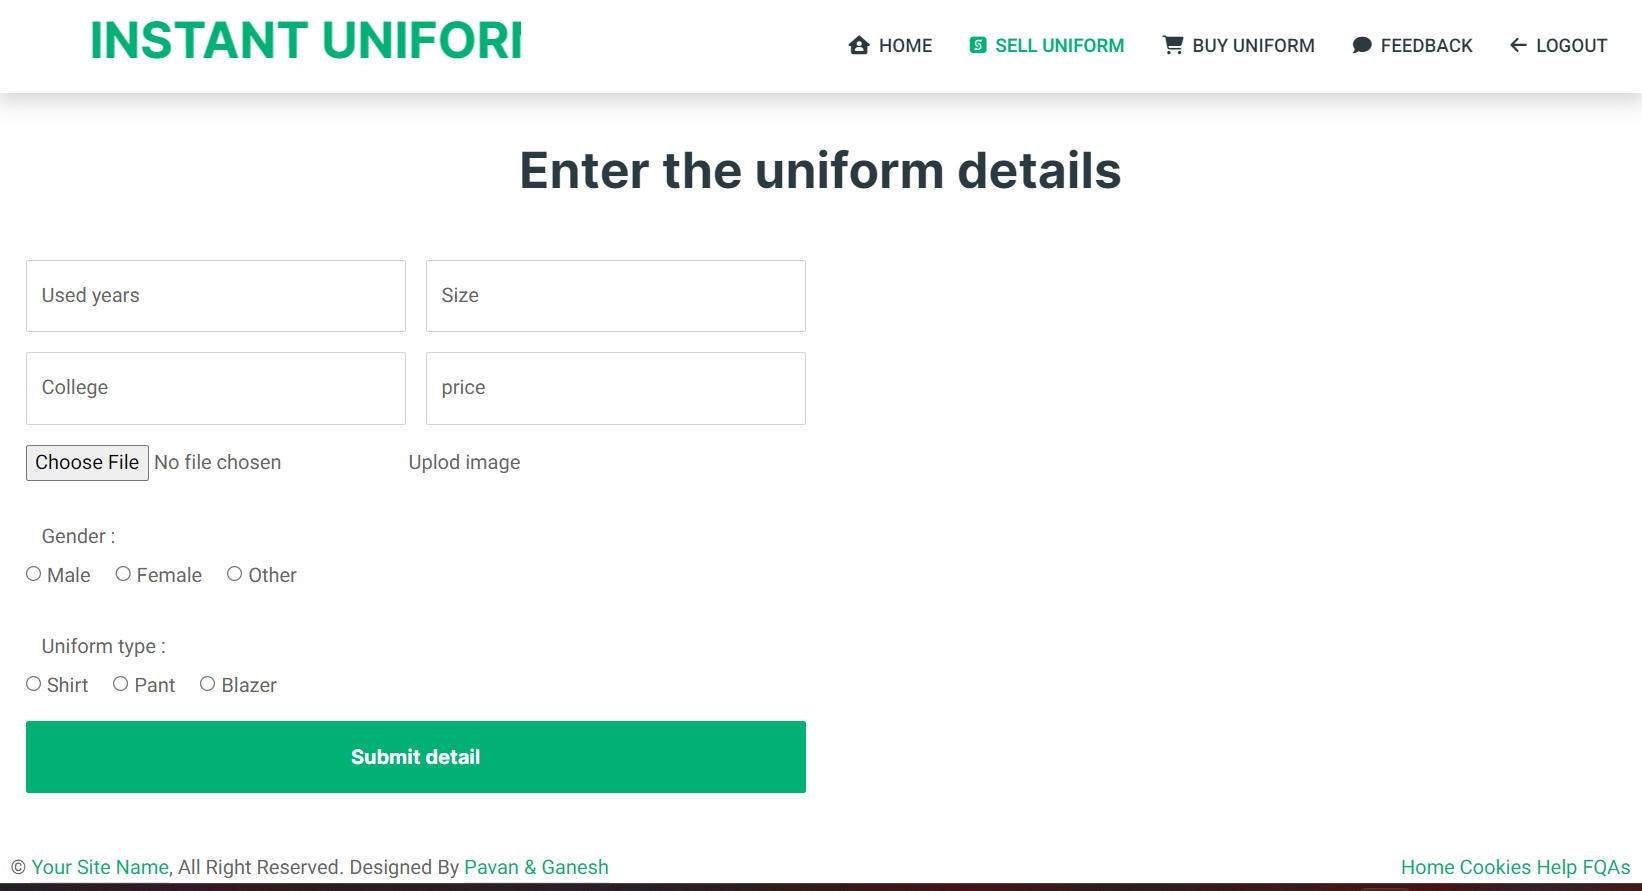 INSTANT UNIFORI
HOME SELL UNIFORM BUY UNIFORM FEEDBACK LOGOUT
Enter the uniform details
Used years Size
College price
Choose File No file chosen Uplod image
Gender :
Male Female Other
Uniform type :
Shirt Pant Blazer
Submit detail
© Your Site Name, All Right Reserved. Designed By Pavan & Ganesh Home Cookies Help FQAs